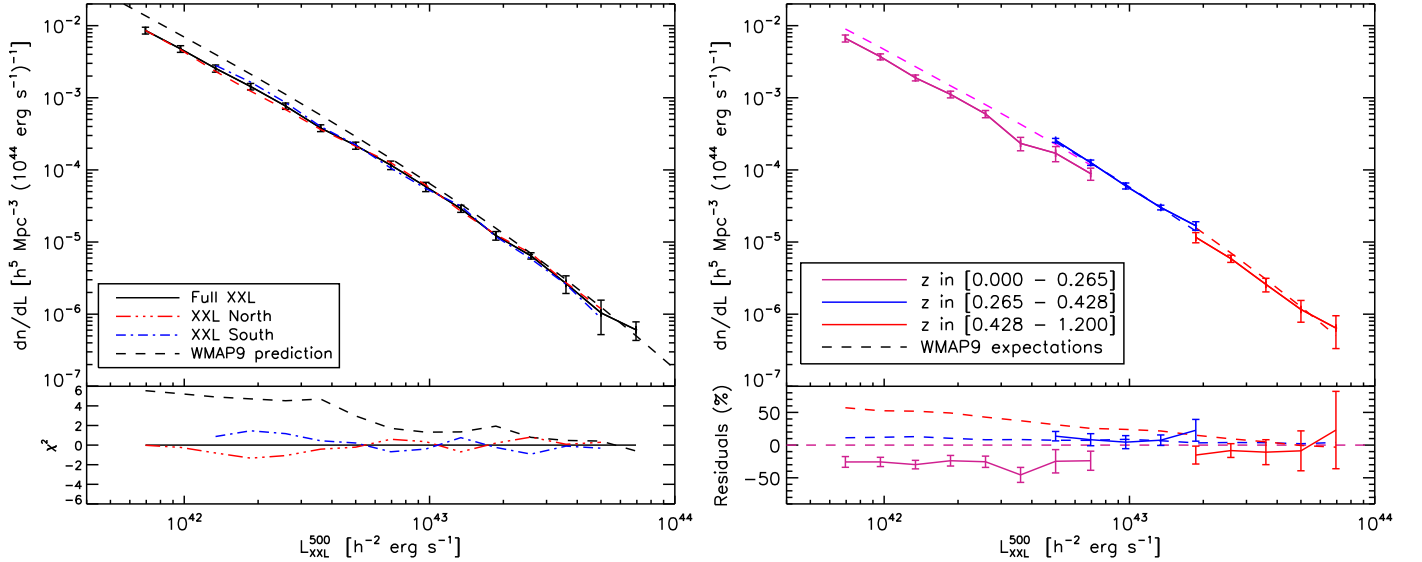 dn/dL [h⁵ Mpc⁻³ (10⁴⁴ erg s⁻¹)⁻¹]
10⁻²
10⁻³
10⁻⁴
10⁻⁵
10⁻⁶
10⁻⁷
Full XXL
XXL North
XXL South
WMAP9 prediction
χ²
6
4
2
0
−2
−4
−6
10⁴² 10⁴³ 10⁴⁴
L⁵⁰⁰XXL [h⁻² erg s⁻¹]
dn/dL [h⁵ Mpc⁻³ (10⁴⁴ erg s⁻¹)⁻¹]
10⁻²
10⁻³
10⁻⁴
10⁻⁵
10⁻⁶
10⁻⁷
z in [0.000 − 0.265]
z in [0.265 − 0.428]
z in [0.428 − 1.200]
WMAP9 expectations
Residuals (%)
50
0
−50
10⁴² 10⁴³ 10⁴⁴
L⁵⁰⁰XXL [h⁻² erg s⁻¹]